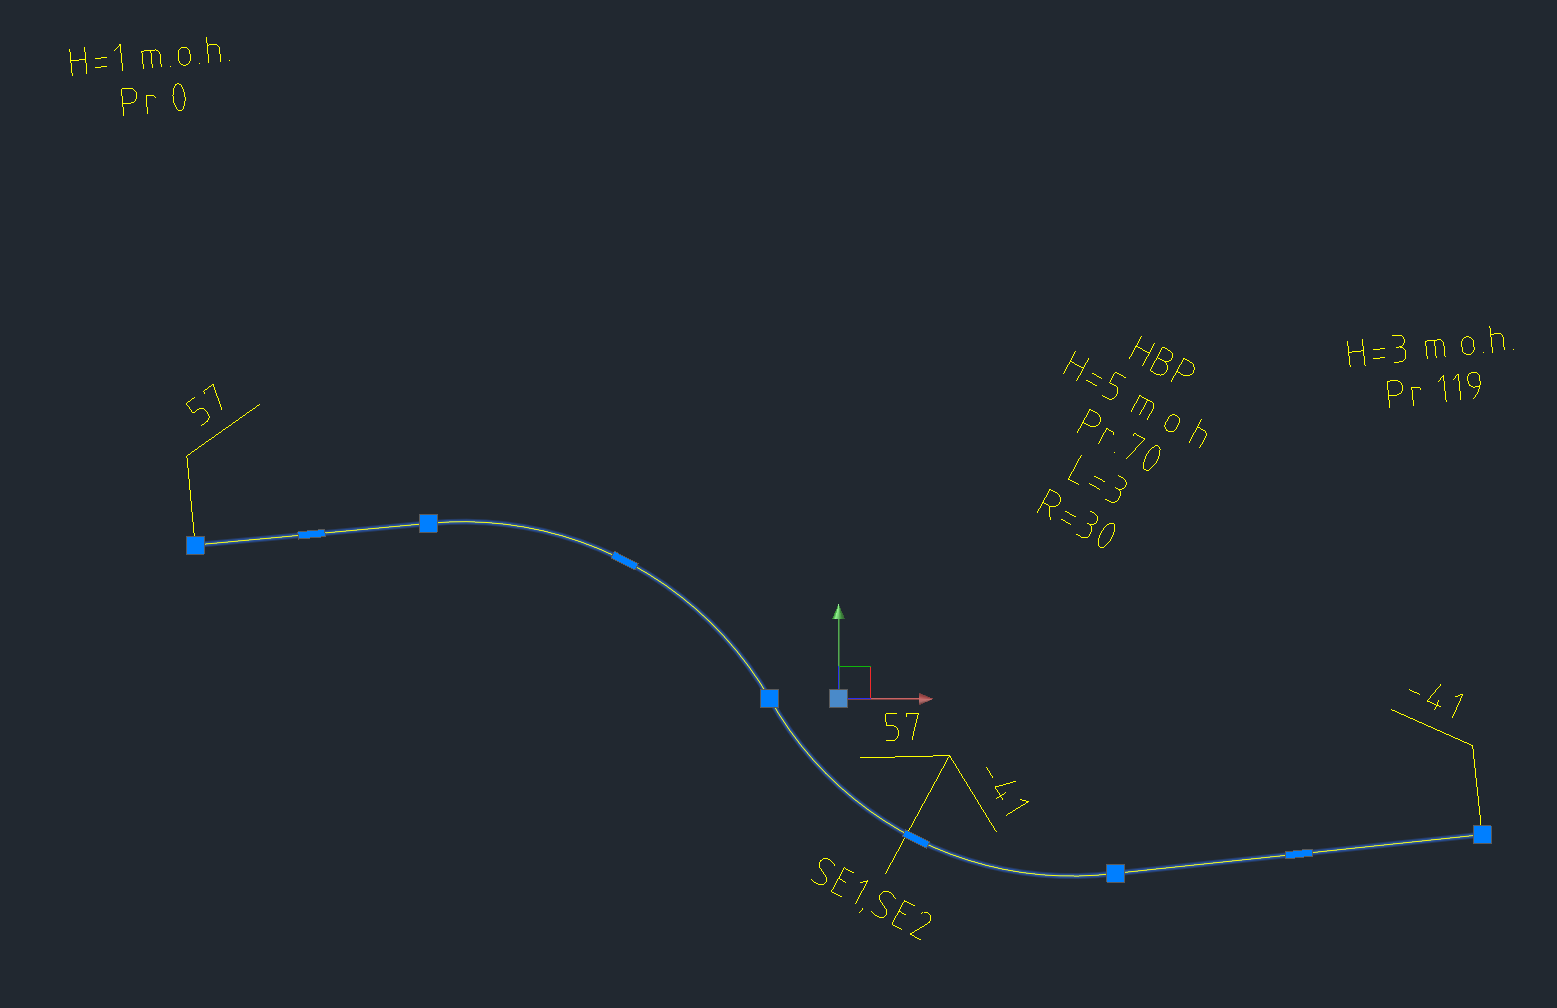 H=1 m.o.h.
Pr 0
HBP
H=5 m o h
Pr.70
L=3
R=30
H=3 m o.h.
Pr 119
57
-41
57
-41
SE1,SE2